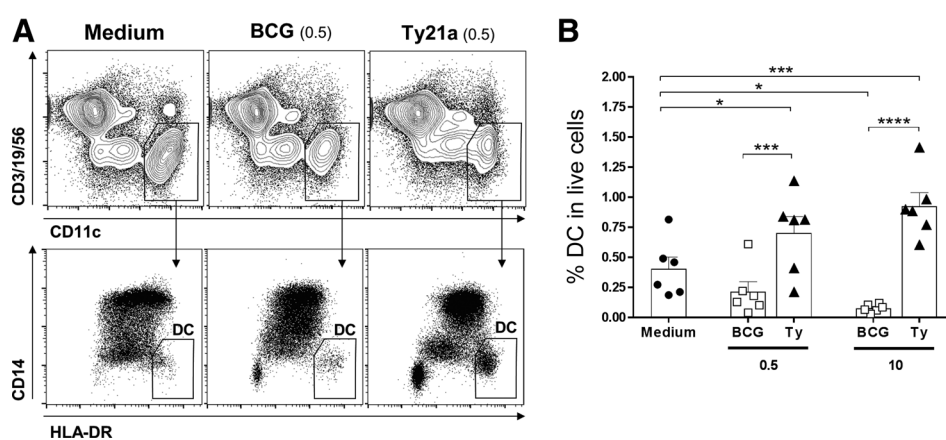 A
Medium
BCG (0.5)
Ty21a (0.5)
CD3/19/56
CD11c
CD14
DC
DC
DC
HLA-DR
B
% DC in live cells
2.00
1.75
1.50
1.25
1.00
0.75
0.50
0.25
0.00
***
*
*
***
****
Medium
BCG
Ty
BCG
Ty
0.5
10